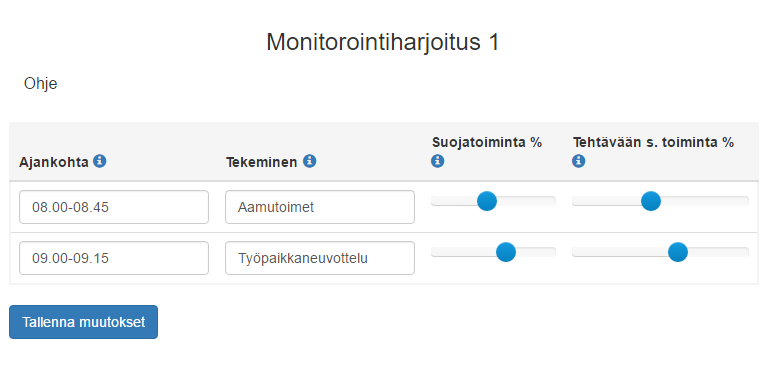 Monitorointiharjoitus 1
Ohje
Ajankohta Tekeminen Suojatoiminta % Tehtävään s. toiminta %
08.00-08.45 Aamutoimet
09.00-09.15 Työpaikkaneuvottelu
Tallenna muutokset